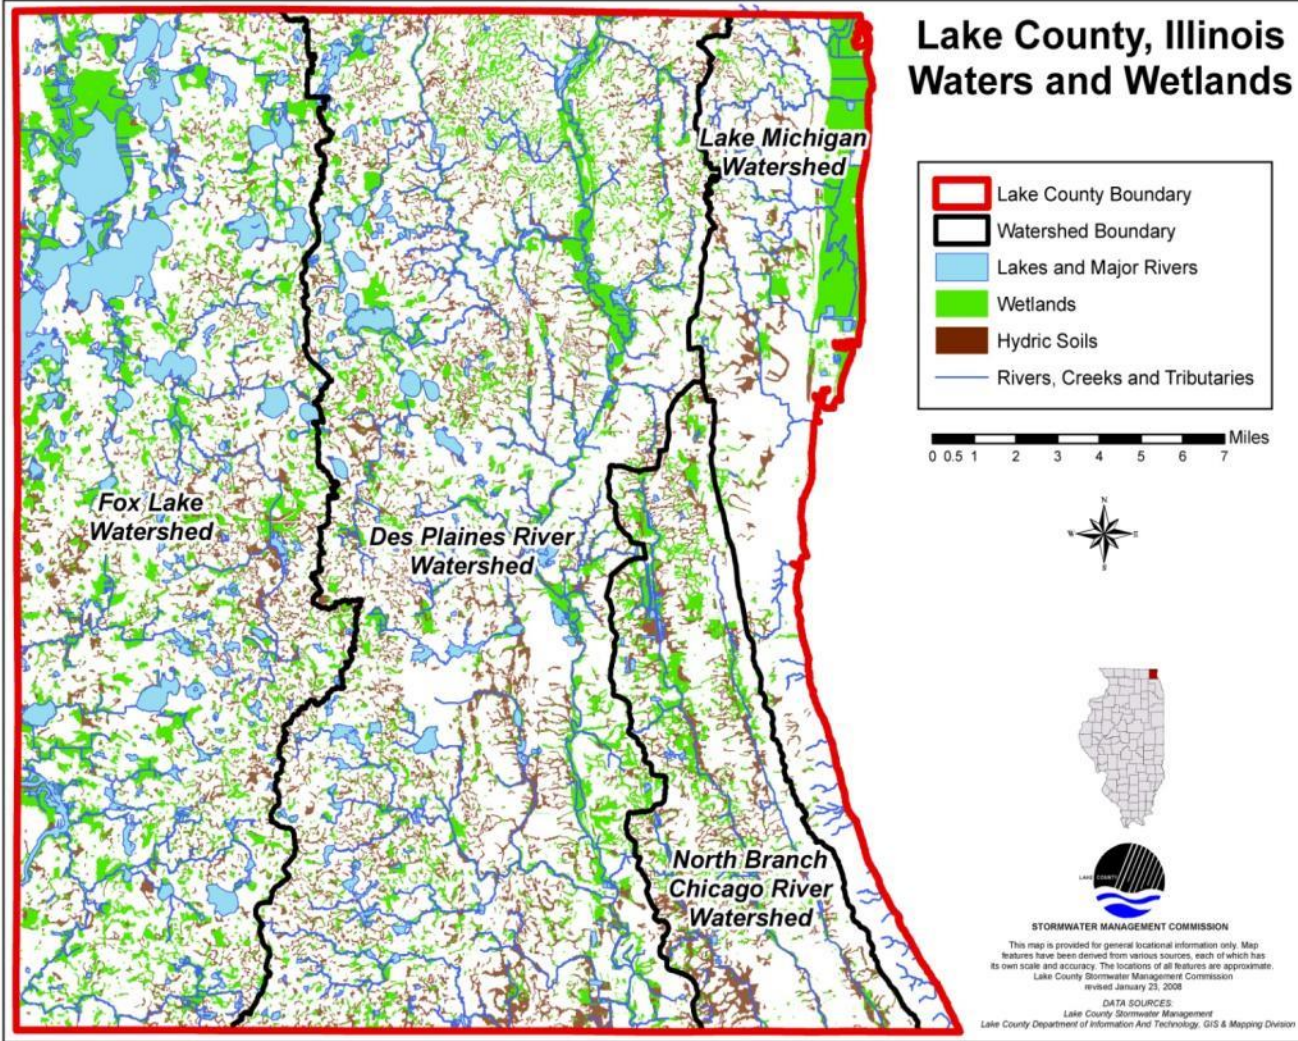 Lake County, Illinois
Waters and Wetlands
Lake Michigan
Watershed
Lake County Boundary
Watershed Boundary
Lakes and Major Rivers
Wetlands
Hydric Soils
Rivers, Creeks and Tributaries
Miles
0 0.5 1 2 3 4 5 6 7
Fox Lake
Watershed
Des Plaines River
Watershed
N
W E
S
North Branch
Chicago River
Watershed
LAKE COUNTY
STORMWATER MANAGEMENT COMMISSION
This map is provided for general locational information only. Map
features have been derived from various sources, each of which has
its own scale and accuracy. The locations of all features are approximate.
Lake County Stormwater Management Commission
revised January 23, 2008
DATA SOURCES:
Lake County Stormwater Management
Lake County Department of Information And Technology, GIS & Mapping Division